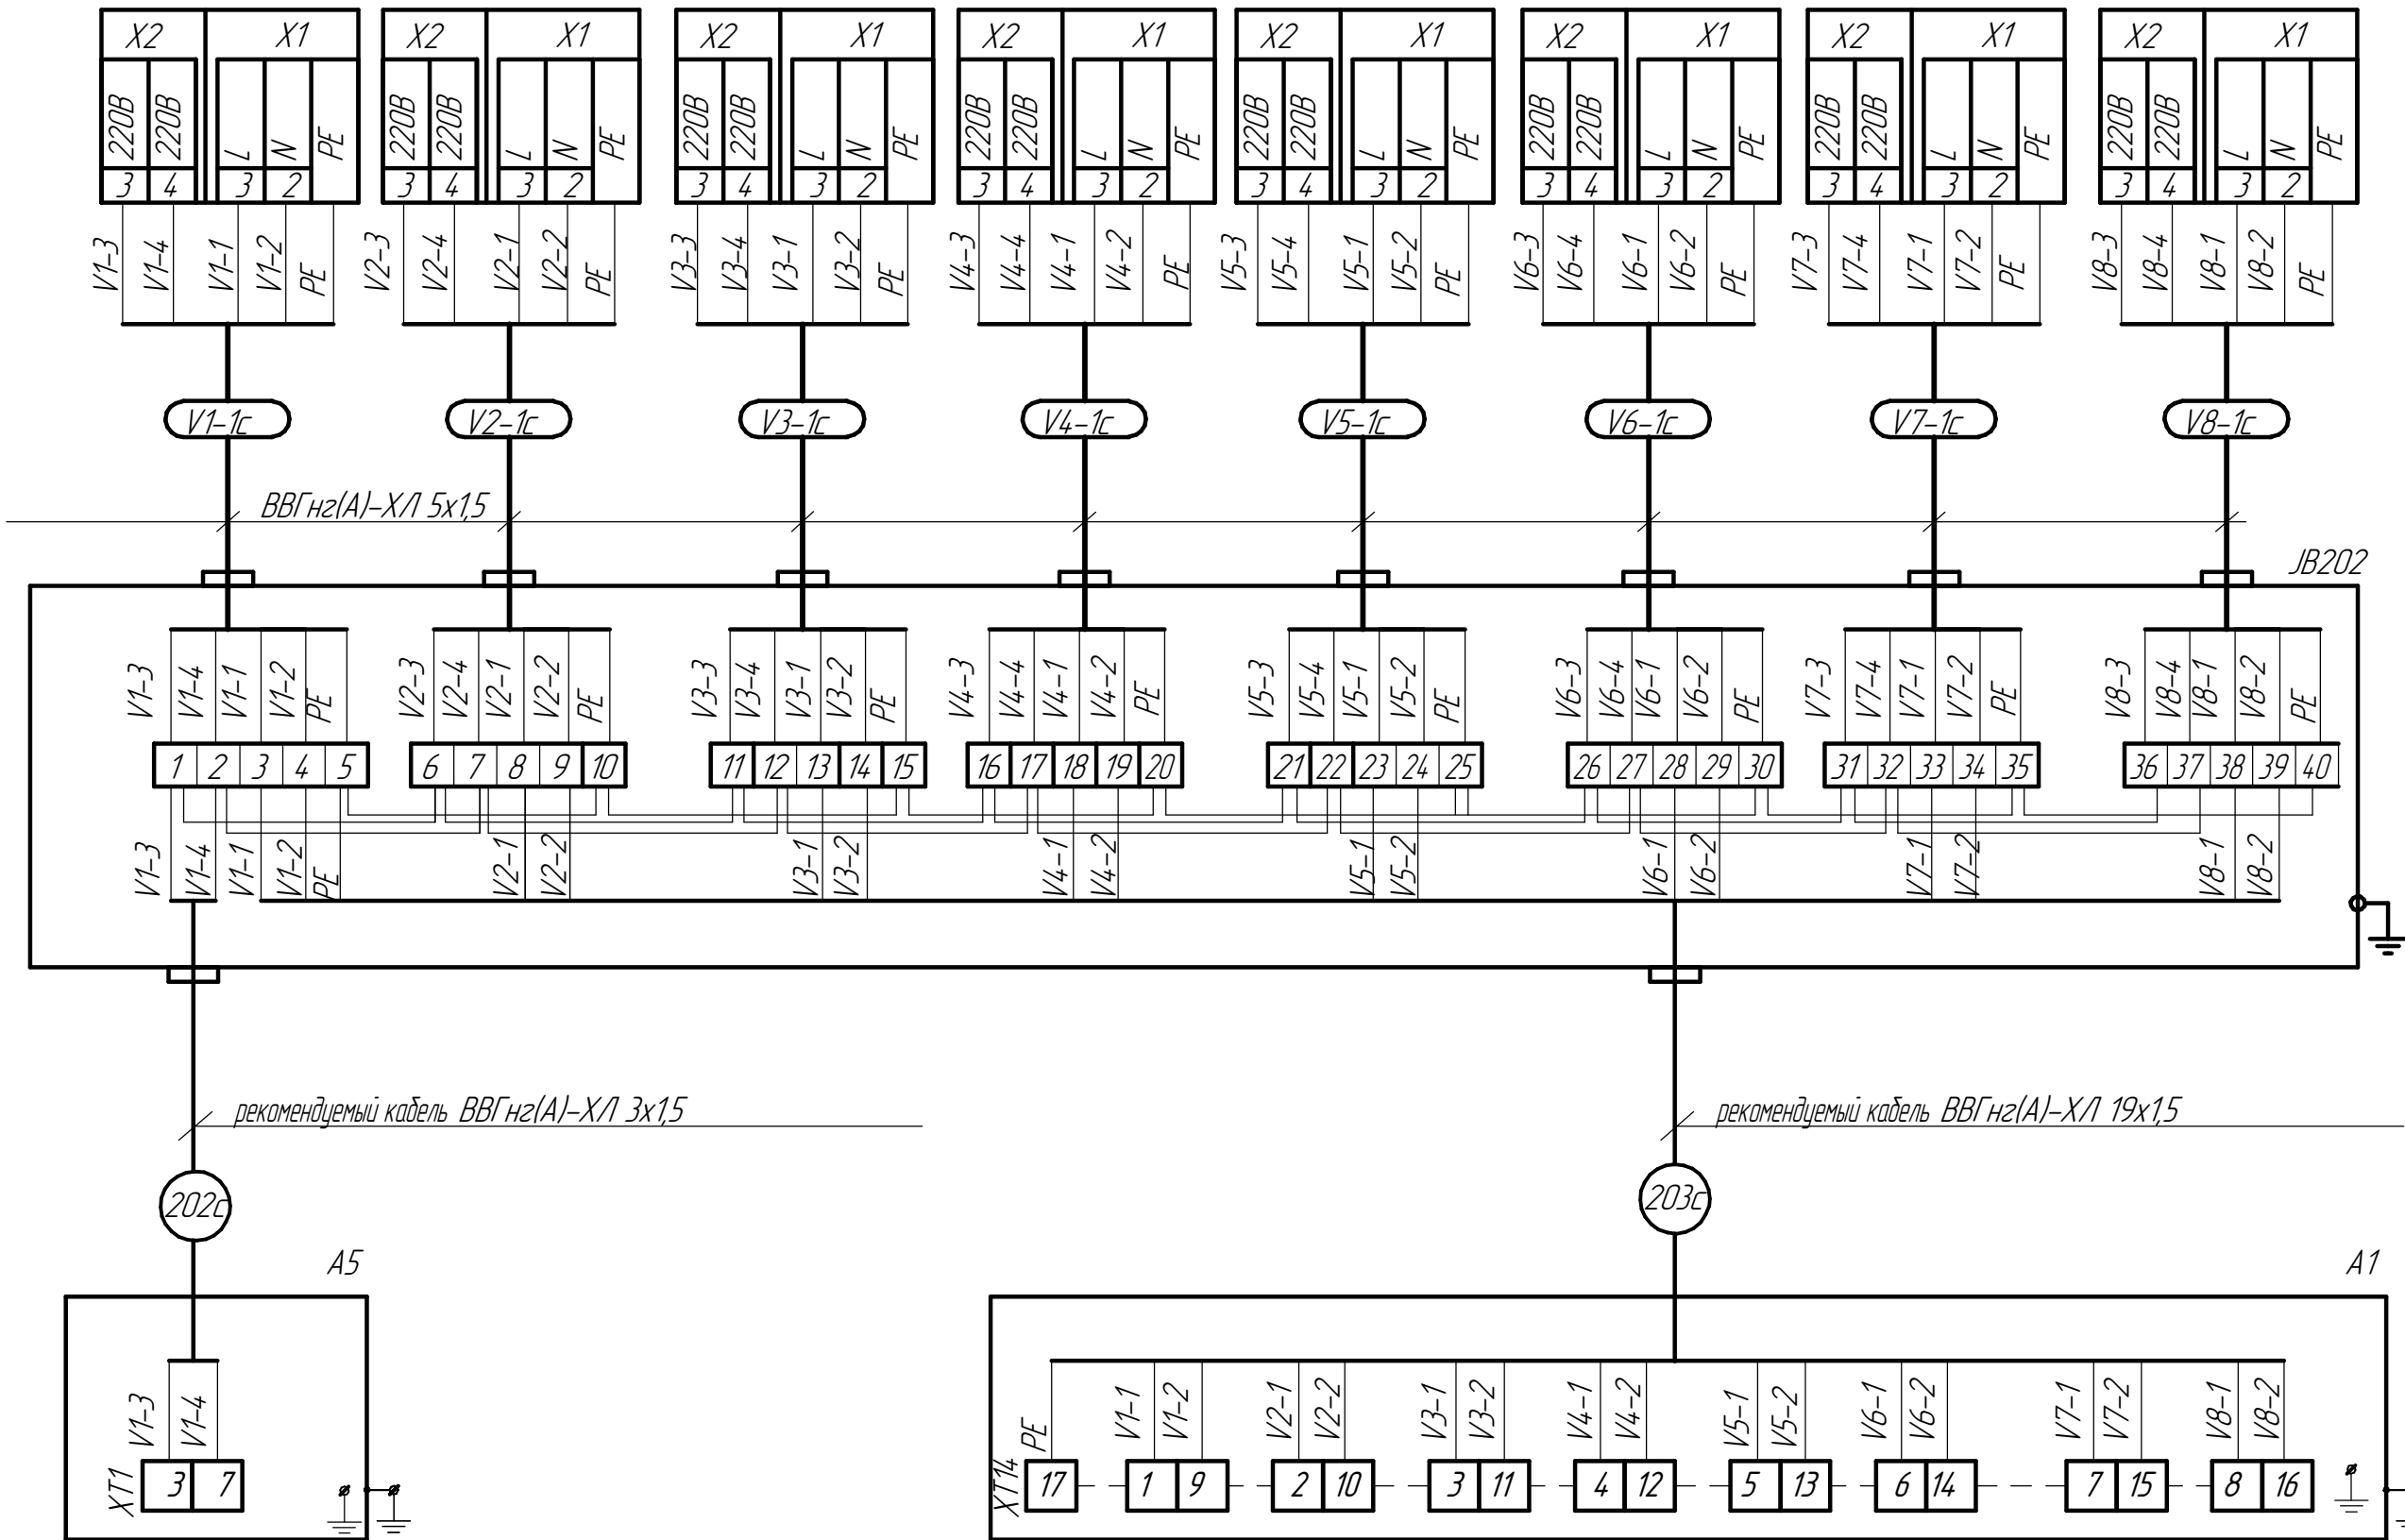 X2 X1 X2 X1 X2 X1 X2 X1 X2 X1 X2 X1 X2 X1 X2 X1
220В 220В L N PE 220В 220В L N PE 220В 220В L N PE 220В 220В L N PE 220В 220В L N PE 220В 220В L N PE 220В 220В L N PE 220В 220В L N PE
3 4 3 2 3 4 3 2 3 4 3 2 3 4 3 2 3 4 3 2 3 4 3 2 3 4 3 2 3 4 3 2
V1-3 V1-4 V1-1 V1-2 PE V2-3 V2-4 V2-1 V2-2 PE V3-3 V3-4 V3-1 V3-2 PE V4-3 V4-4 V4-1 V4-2 PE V5-3 V5-4 V5-1 V5-2 PE V6-3 V6-4 V6-1 V6-2 PE V7-3 V7-4 V7-1 V7-2 PE V8-3 V8-4 V8-1 V8-2 PE
V1-1с V2-1с V3-1с V4-1с V5-1с V6-1с V7-1с V8-1с
ВВГнг(А)-ХЛ 5х1,5
JB202
V1-3 V1-4 V1-1 V1-2 PE V2-3 V2-4 V2-1 V2-2 PE V3-3 V3-4 V3-1 V3-2 PE V4-3 V4-4 V4-1 V4-2 PE V5-3 V5-4 V5-1 V5-2 PE V6-3 V6-4 V6-1 V6-2 PE V7-3 V7-4 V7-1 V7-2 PE V8-3 V8-4 V8-1 V8-2 PE
1 2 3 4 5 6 7 8 9 10 11 12 13 14 15 16 17 18 19 20 21 22 23 24 25 26 27 28 29 30 31 32 33 34 35 36 37 38 39 40
V1-3 V1-4 V1-1 V1-2 PE V2-1 V2-2 V3-1 V3-2 V4-1 V4-2 V5-1 V5-2 V6-1 V6-2 V7-1 V7-2 V8-1 V8-2
рекомендуемый кабель ВВГнг(А)-ХЛ 3х1,5
рекомендуемый кабель ВВГнг(А)-ХЛ 19х1,5
202с
203с
А5
А1
V1-3 V1-4
XT1 3 7
PE V1-1 V1-2 V2-1 V2-2 V3-1 V3-2 V4-1 V4-2 V5-1 V5-2 V6-1 V6-2 V7-1 V7-2 V8-1 V8-2
XT14 17 1 9 2 10 3 11 4 12 5 13 6 14 7 15 8 16